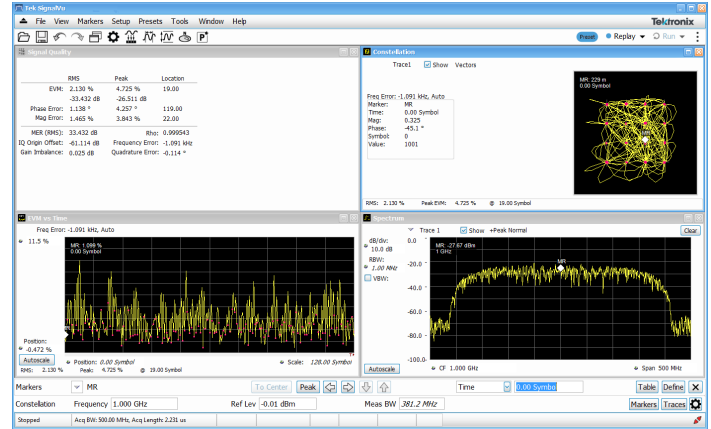 Tek SignalVu
File View Markers Setup Presets Tools Window Help
Tektronix
Preset Replay Run
Signal Quality
RMS Peak Location
EVM: 2.130 % 4.725 % 19.00
-33.432 dB -26.511 dB
Phase Error: 1.138 ° 4.257 ° 119.00
Mag Error: 1.465 % 3.843 % 22.00
MER (RMS): 33.432 dB Rho: 0.999543
IQ Origin Offset: -61.114 dB Frequency Error: -1.091 kHz
Gain Imbalance: 0.025 dB Quadrature Error: -0.114 °
Constellation
Trace1 Show Vectors
Freq Error: -1.091 kHz, Auto
Marker: MR
Time: 0.00 Symbol
Mag: 0.325
Phase: -45.1 °
Symbol: 0
Value: 1001
MR: 229 m
0.00 Symbol
MR
RMS: 2.130 % Peak EVM: 4.725 % @ 19.00 Symbol
EVM vs Time
Freq Error: -1.091 kHz, Auto
11.5 %
MR: 1.099 %
0.00 Symbol
MR
Position:
-0.472 %
Autoscale
Position: 0.00 Symbol Scale: 128.00 Symbol
RMS: 2.130 % Peak: 4.725 % @ 19.00 Symbol
Spectrum
Trace 1 Show +Peak Normal Clear
dB/div:
10.0 dB
RBW:
1.00 MHz
VBW:
0.0
-20.0
-40.0
-60.0
-80.0
-100.0
MR: -27.67 dBm
1 GHz
MR
Autoscale CF 1.000 GHz Span 500 MHz
Markers MR To Center Peak Time 0.00 Symbol Table Define
Constellation Frequency 1.000 GHz Ref Lev -0.01 dBm Meas BW 381.2 MHz Markers Traces
Stopped Acq BW: 500.00 MHz, Acq Length: 2.231 us